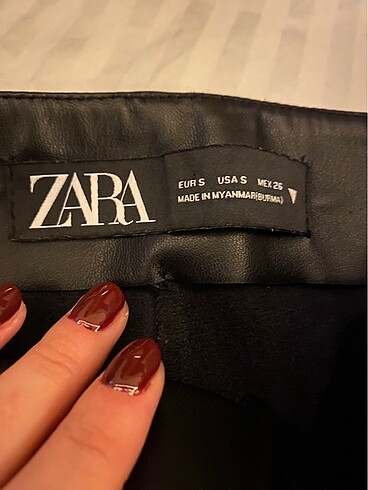 ZARA
EUR S USA S MEX 26
MADE IN MYANMAR(BURMA)